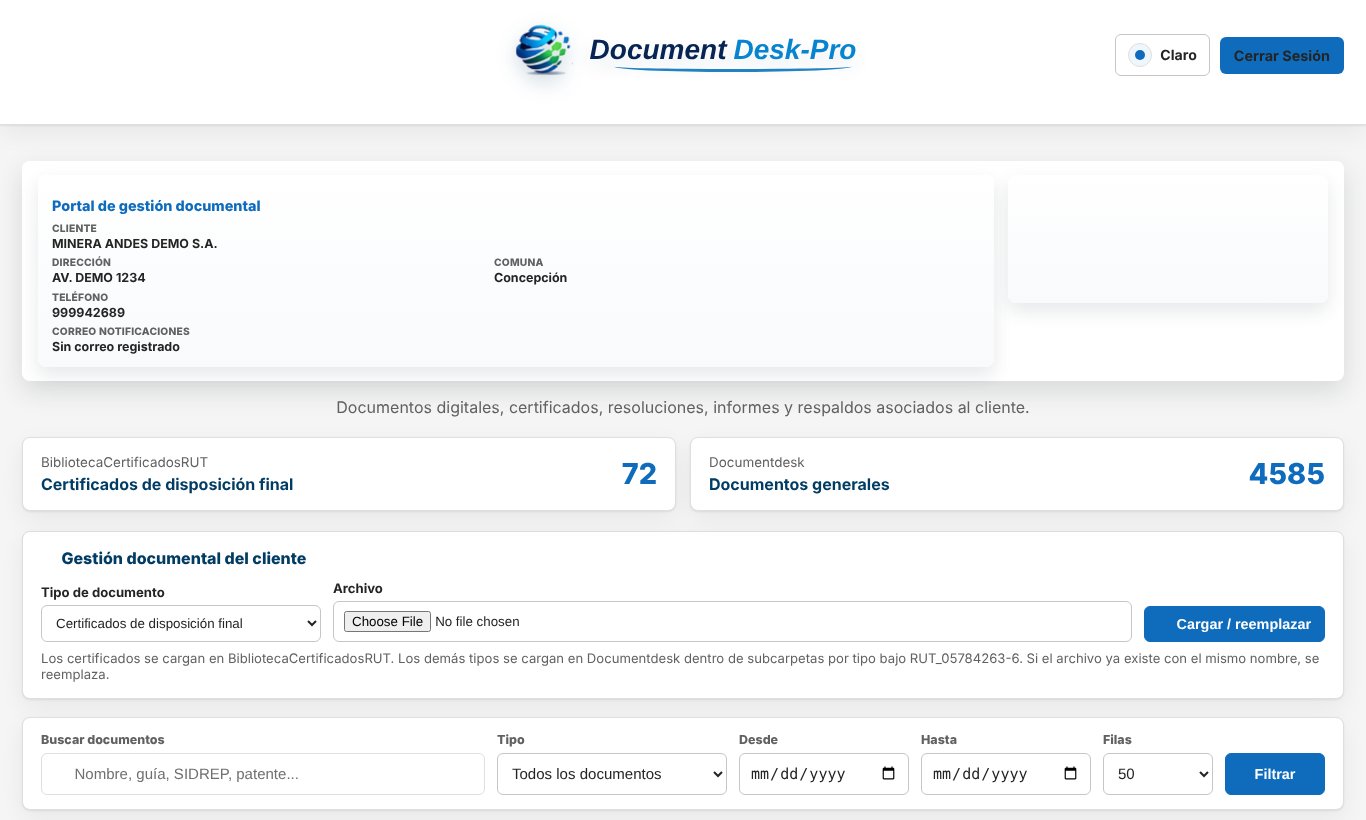 Document Desk-Pro
Claro
Cerrar Sesión
Portal de gestión documental
CLIENTE
MINERA ANDES DEMO S.A.
DIRECCIÓN
AV. DEMO 1234
COMUNA
Concepción
TELÉFONO
999942689
CORREO NOTIFICACIONES
Sin correo registrado
Documentos digitales, certificados, resoluciones, informes y respaldos asociados al cliente.
BibliotecaCertificadosRUT
Certificados de disposición final
72
Documentdesk
Documentos generales
4585
Gestión documental del cliente
Tipo de documento
Certificados de disposición final
Archivo
Choose File No file chosen
Cargar / reemplazar
Los certificados se cargan en BibliotecaCertificadosRUT. Los demás tipos se cargan en Documentdesk dentro de subcarpetas por tipo bajo RUT_05784263-6. Si el archivo ya existe con el mismo nombre, se
reemplaza.
Buscar documentos
Nombre, guía, SIDREP, patente...
Tipo
Todos los documentos
Desde
mm/dd/yyyy
Hasta
mm/dd/yyyy
Filas
50
Filtrar